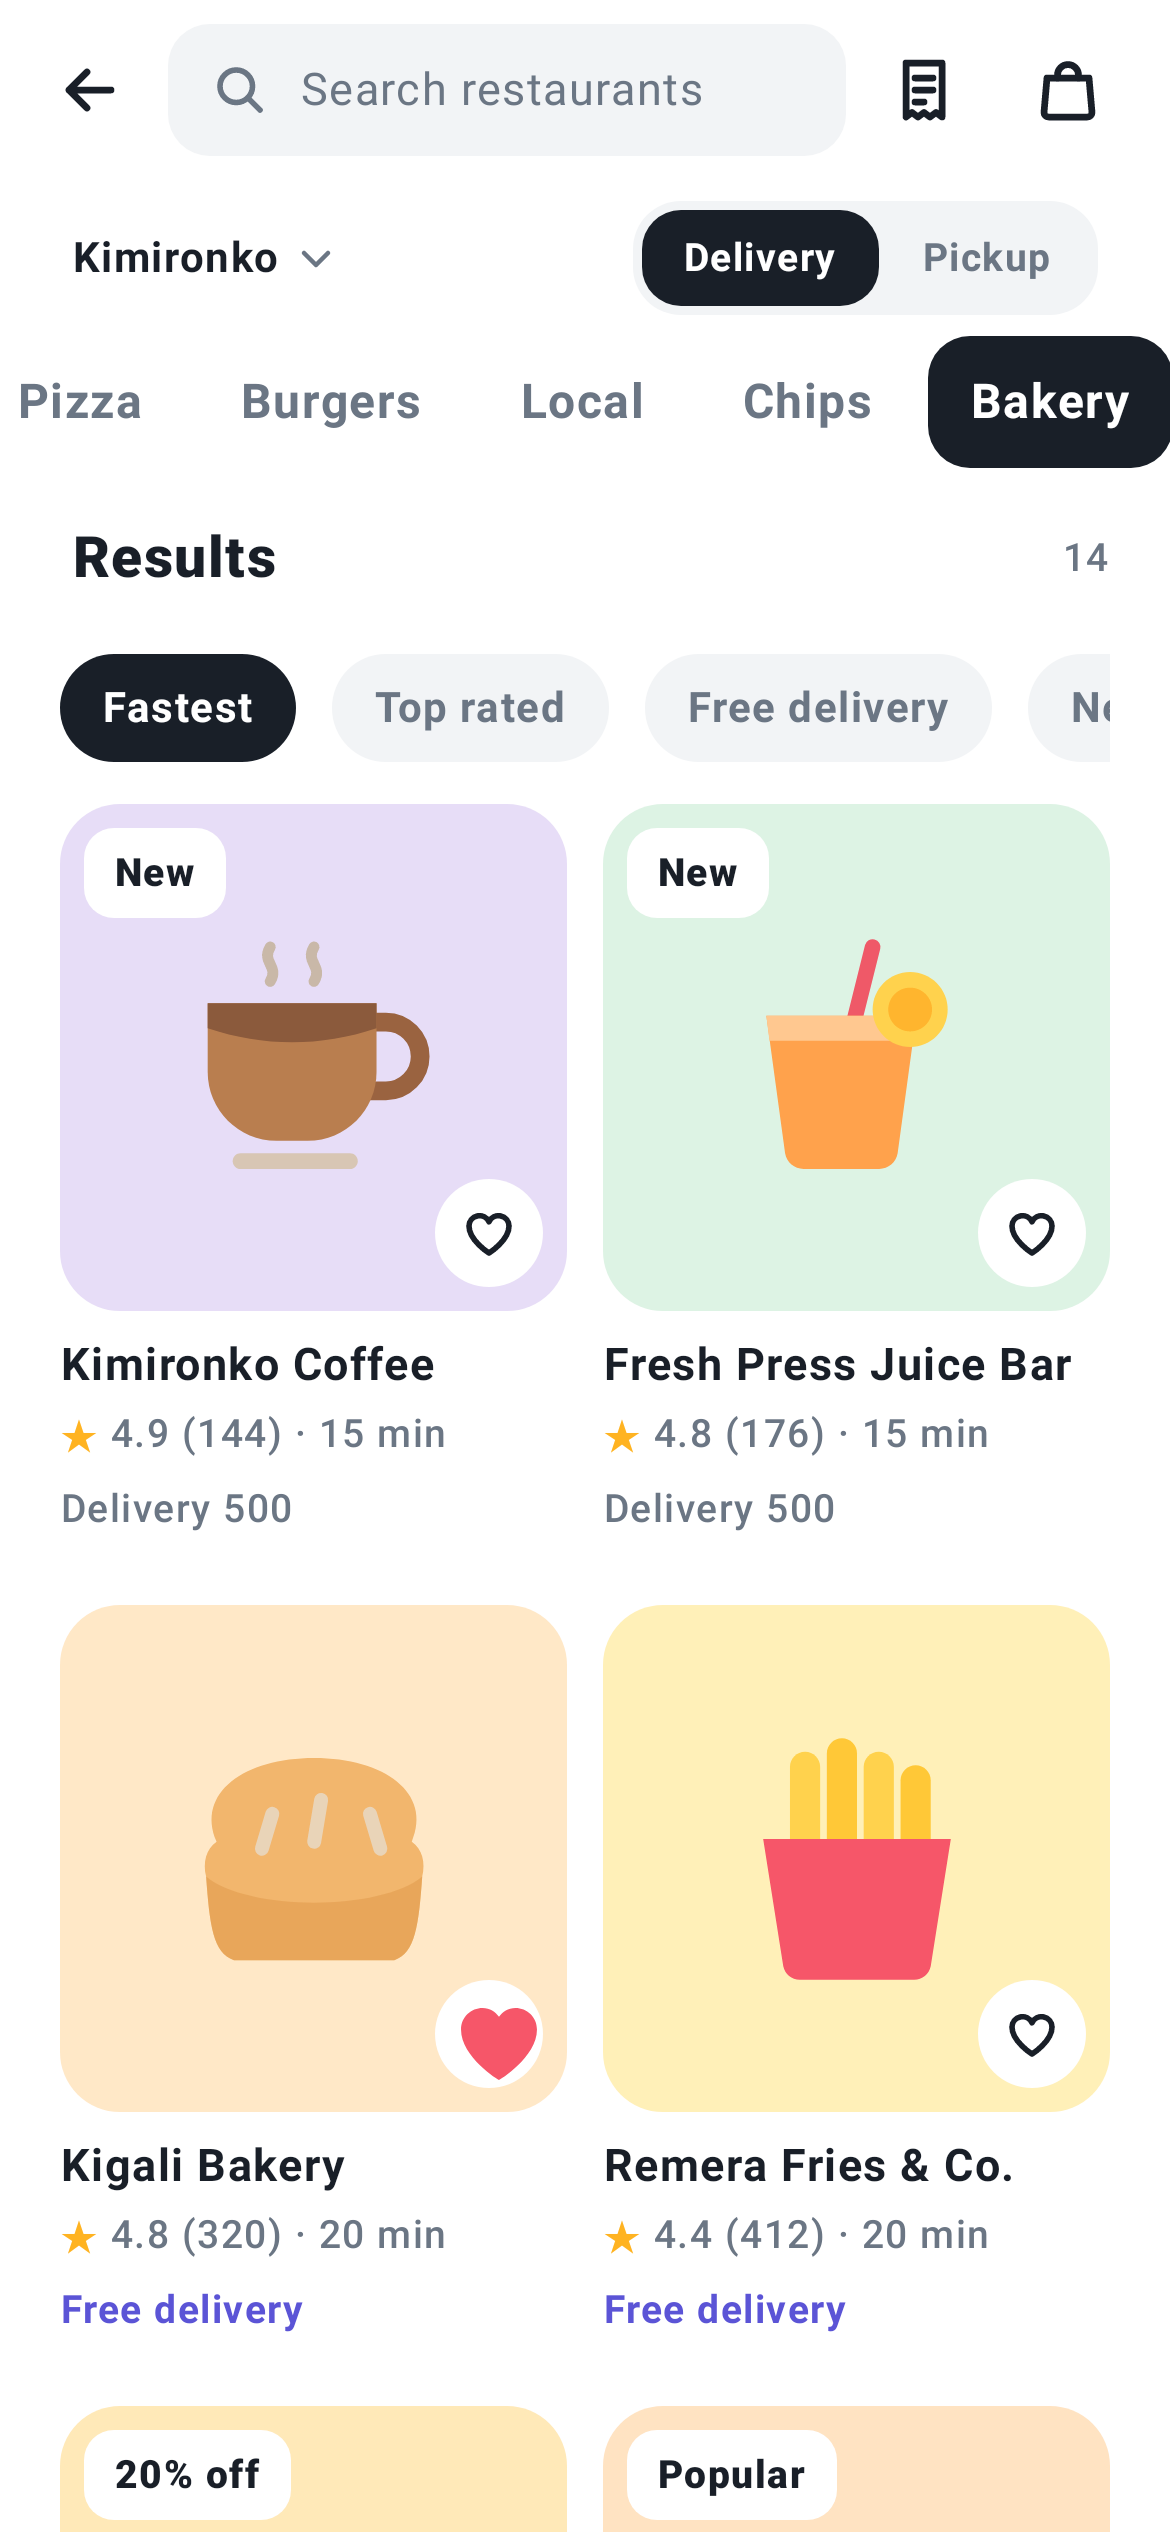 Search restaurants
Kimironko
Delivery
Pickup
Pizza
Burgers
Local
Chips
Bakery
Results
14
Fastest
Top rated
Free delivery
New
New
Kimironko Coffee
4.9 (144) · 15 min
Delivery 500
Fresh Press Juice Bar
4.8 (176) · 15 min
Delivery 500
Kigali Bakery
4.8 (320) · 20 min
Free delivery
Remera Fries & Co.
4.4 (412) · 20 min
Free delivery
20% off
Popular